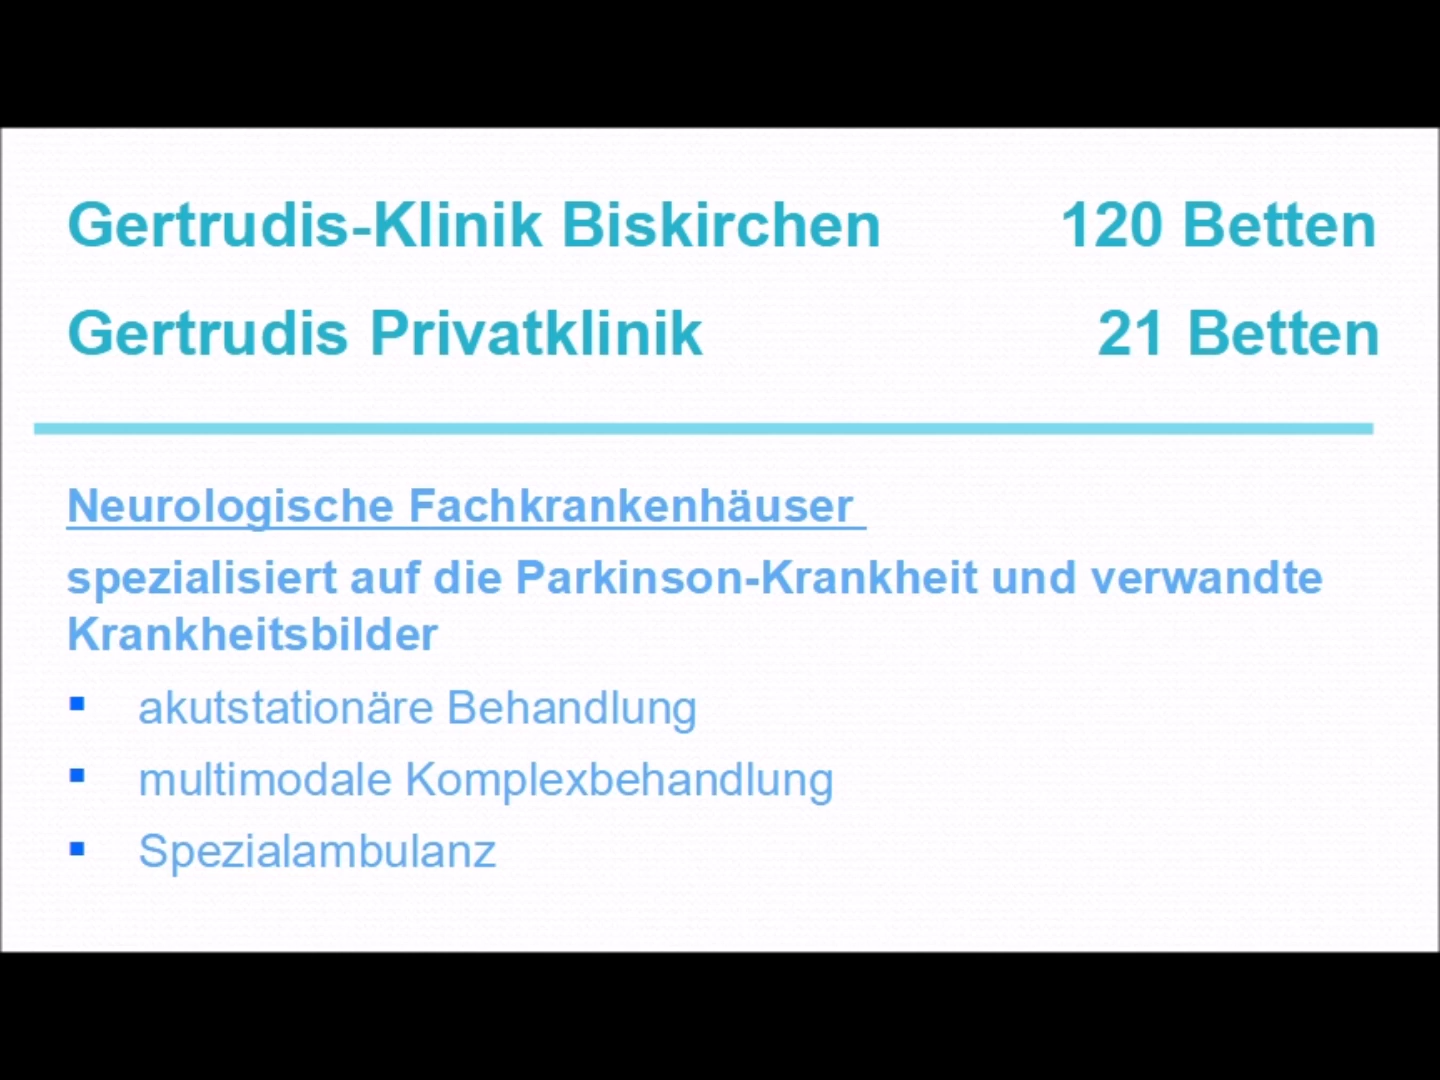 Gertrudis-Klinik Biskirchen 120 Betten
Gertrudis Privatklinik 21 Betten
Neurologische Fachkrankenhäuser
spezialisiert auf die Parkinson-Krankheit und verwandte
Krankheitsbilder
▪ akutstationäre Behandlung
▪ multimodale Komplexbehandlung
▪ Spezialambulanz